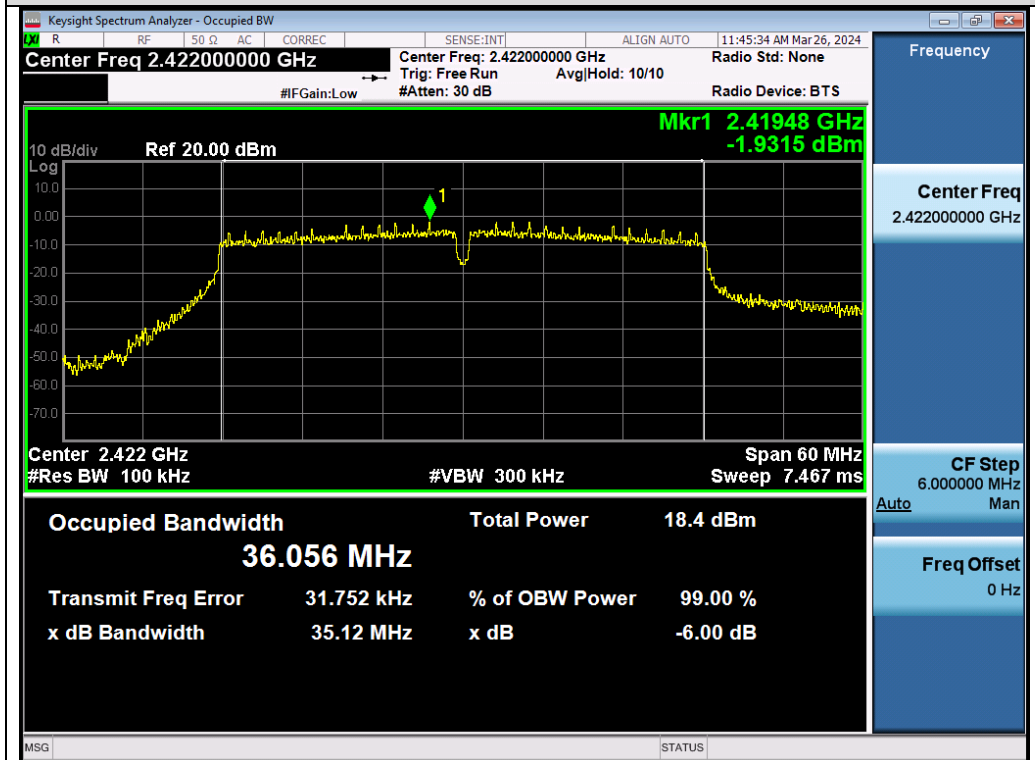 Keysight Spectrum Analyzer - Occupied BW
LXI R RF 50 Ω AC CORREC SENSE:INT ALIGN AUTO 11:45:34 AM Mar 26, 2024
Center Freq 2.422000000 GHz
Center Freq: 2.422000000 GHz Radio Std: None
Trig: Free Run Avg|Hold: 10/10
#IFGain:Low #Atten: 30 dB Radio Device: BTS
Frequency
Mkr1 2.41948 GHz
-1.9315 dBm
10 dB/div Ref 20.00 dBm
Log
10.0
1
0.00
-10.0
-20.0
-30.0
-40.0
-50.0
-60.0
-70.0
Center 2.422 GHz Span 60 MHz
#Res BW 100 kHz #VBW 300 kHz Sweep 7.467 ms
Center Freq
2.422000000 GHz
CF Step
6.000000 MHz
Auto Man
Freq Offset
0 Hz
Occupied Bandwidth Total Power 18.4 dBm
36.056 MHz
Transmit Freq Error 31.752 kHz % of OBW Power 99.00 %
x dB Bandwidth 35.12 MHz x dB -6.00 dB
MSG STATUS